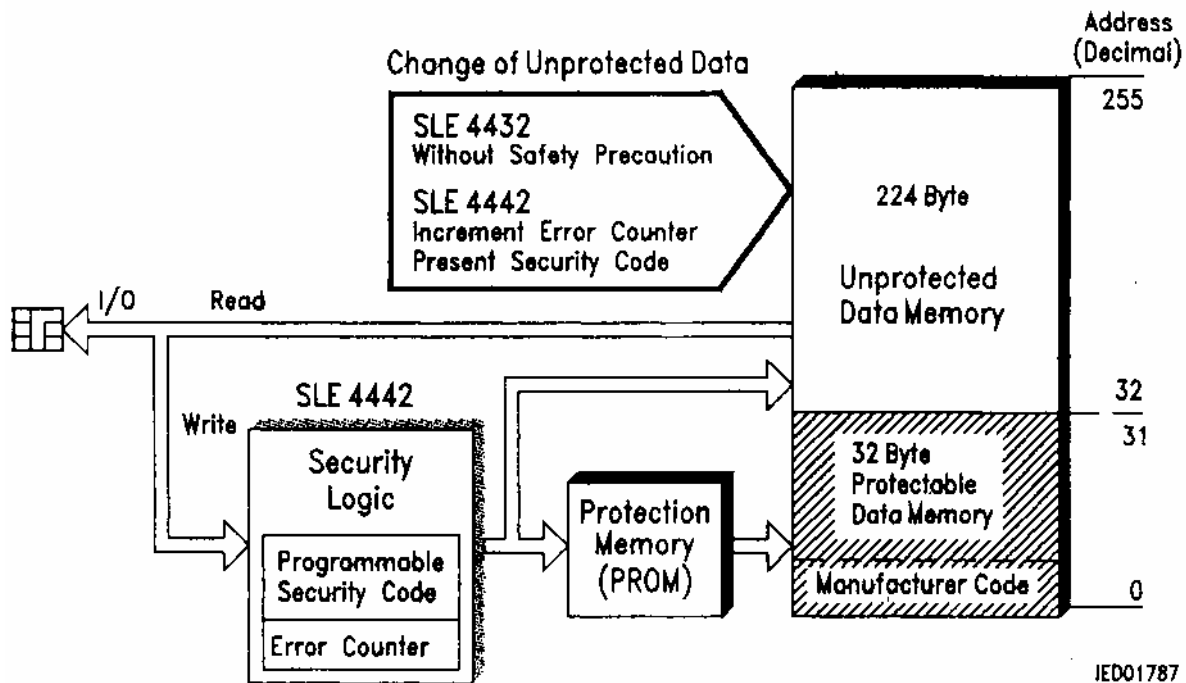 Address
(Decimal)
Change of Unprotected Data
255
SLE 4432
Without Safety Precaution
SLE 4442
Increment Error Counter
Present Security Code
224 Byte
Unprotected
Data Memory
I/O
Read
32
31
SLE 4442
Write
Security
Logic
Programmable
Security Code
Error Counter
Protection
Memory
(PROM)
32 Byte
Protectable
Data Memory
Manufacturer Code
0
JED01787